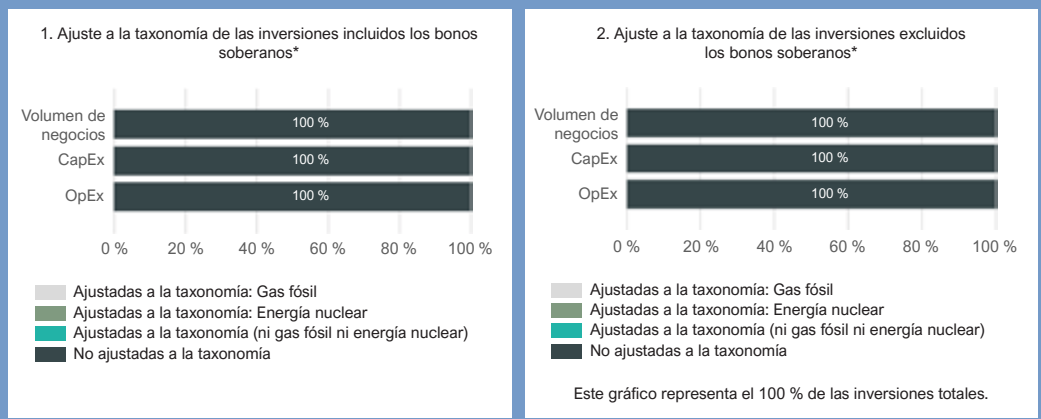 1. Ajuste a la taxonomía de las inversiones incluidos los bonos
soberanos*
Volumen de
negocios
100 %
CapEx
100 %
OpEx
100 %
0 % 20 % 40 % 60 % 80 % 100 %
Ajustadas a la taxonomía: Gas fósil
Ajustadas a la taxonomía: Energía nuclear
Ajustadas a la taxonomía (ni gas fósil ni energía nuclear)
No ajustadas a la taxonomía
2. Ajuste a la taxonomía de las inversiones excluidos
los bonos soberanos*
Volumen de
negocios
100 %
CapEx
100 %
OpEx
100 %
0 % 20 % 40 % 60 % 80 % 100 %
Ajustadas a la taxonomía: Gas fósil
Ajustadas a la taxonomía: Energía nuclear
Ajustadas a la taxonomía (ni gas fósil ni energía nuclear)
No ajustadas a la taxonomía
Este gráfico representa el 100 % de las inversiones totales.